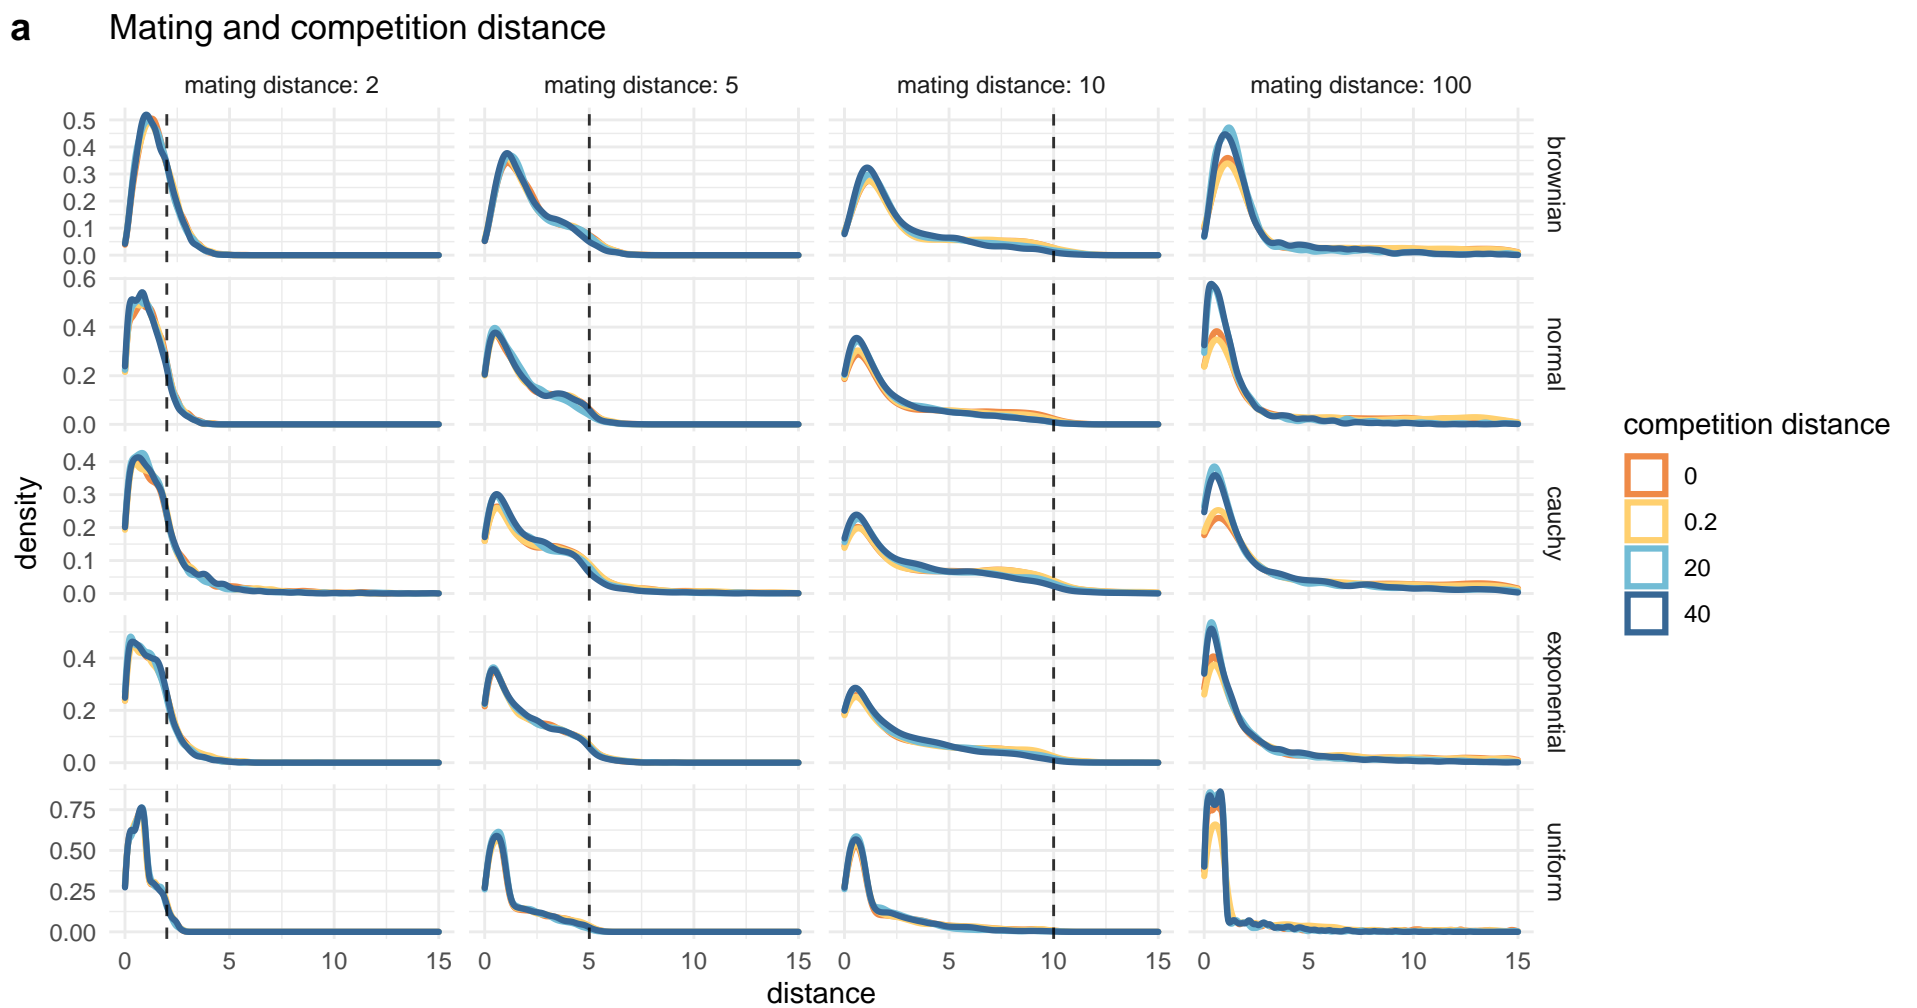 a Mating and competition distance
mating distance: 2 mating distance: 5 mating distance: 10 mating distance: 100
0.5
0.4
0.3
0.2
0.1
0.0
brownian
0.6
0.4
0.2
0.0
normal
0.4
0.3
0.2
0.1
0.0
cauchy
0.4
0.2
0.0
exponential
0.75
0.50
0.25
0.00
uniform
density
0 5 10 15 0 5 10 15 0 5 10 15 0 5 10 15
distance
competition distance
0
0.2
20
40